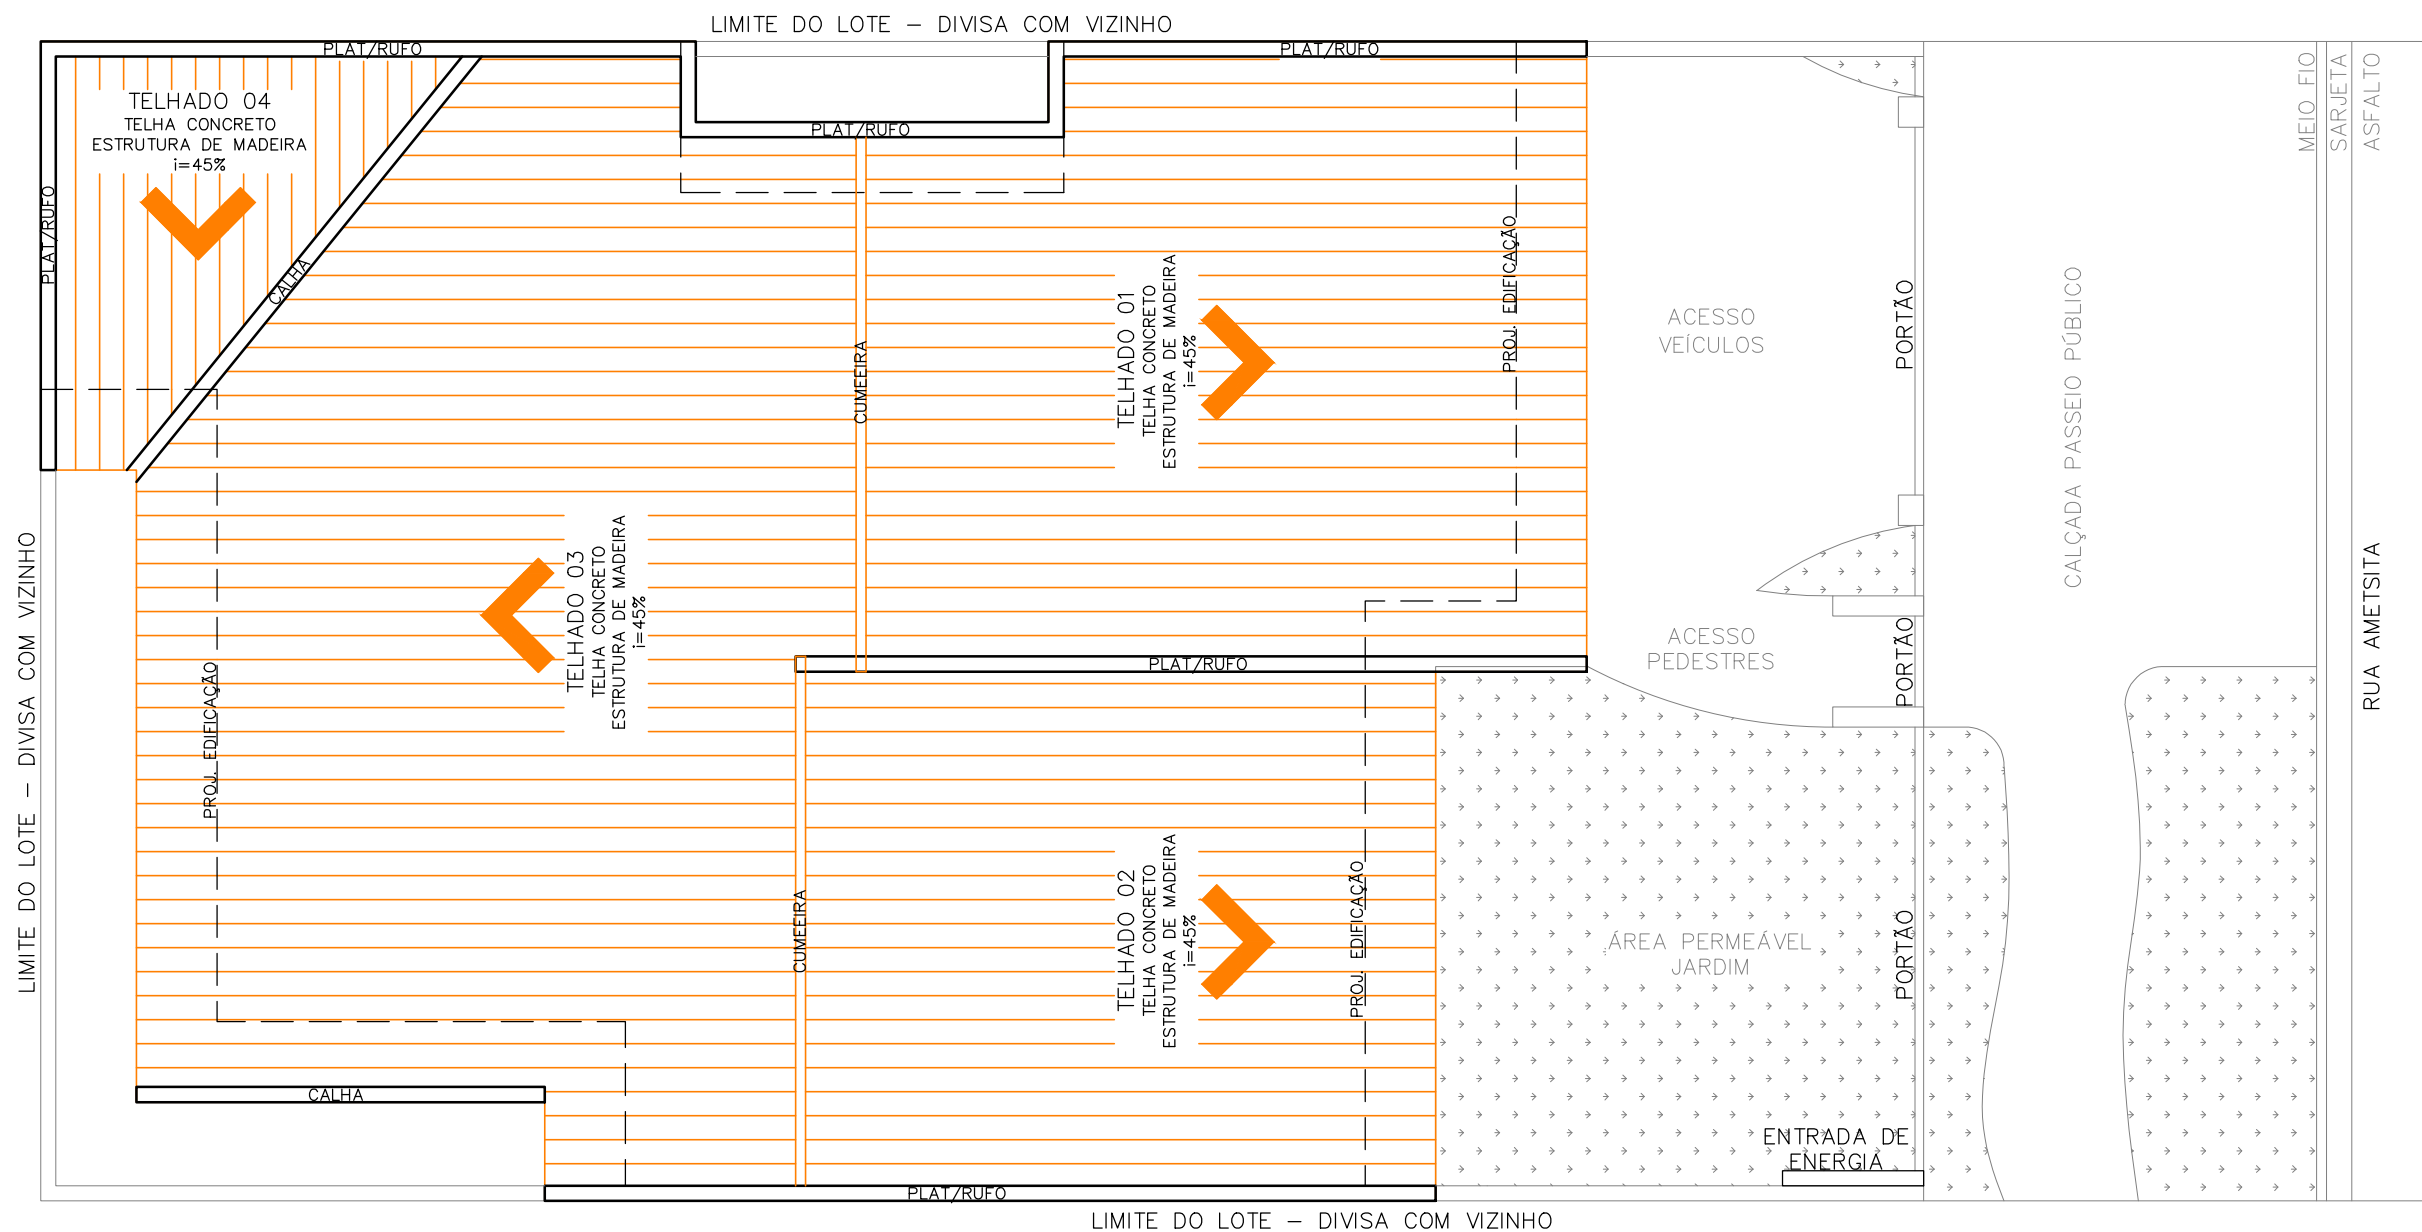 LIMITE DO LOTE – DIVISA COM VIZINHO
PLAT/RUFO
PLAT/RUFO
TELHADO 04
TELHA CONCRETO
ESTRUTURA DE MADEIRA
i=45%
PLAT/RUFO
PLAT/RUFO
CALHA
CUMEEIRA
TELHADO 01
TELHA CONCRETO
ESTRUTURA DE MADEIRA
i=45%
PROJ. EDIFICAÇÃO
ACESSO
VEÍCULOS
PORTÃO
CALÇADA PASSEIO PÚBLICO
MEIO FIO
SARJETA
ASFALTO
LIMITE DO LOTE – DIVISA COM VIZINHO
PROJ. EDIFICAÇÃO
TELHADO 03
TELHA CONCRETO
ESTRUTURA DE MADEIRA
i=45%
PLAT/RUFO
ACESSO
PEDESTRES
PORTÃO
RUA AMETSITA
CUMEEIRA
TELHADO 02
TELHA CONCRETO
ESTRUTURA DE MADEIRA
i=45%
PROJ. EDIFICAÇÃO
ÁREA PERMEÁVEL
JARDIM
PORTÃO
CALHA
ENTRADA DE
ENERGIA
PLAT/RUFO
LIMITE DO LOTE – DIVISA COM VIZINHO